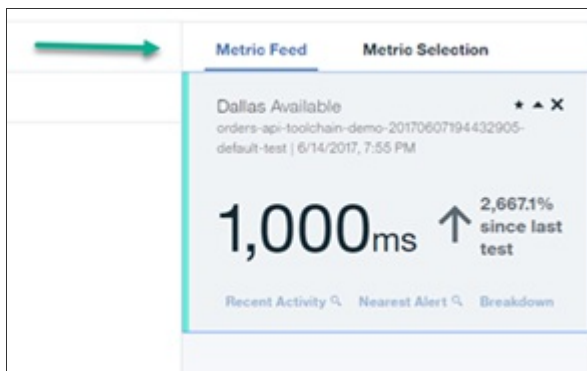 Metric Feed Metric Selection
Dallas Available
orders-api-toolchain-demo-20170607194432905-
default-test | 6/14/2017, 7:55 PM
1,000ms
2,667.1%
since last
test
Recent Activity Nearest Alert Breakdown